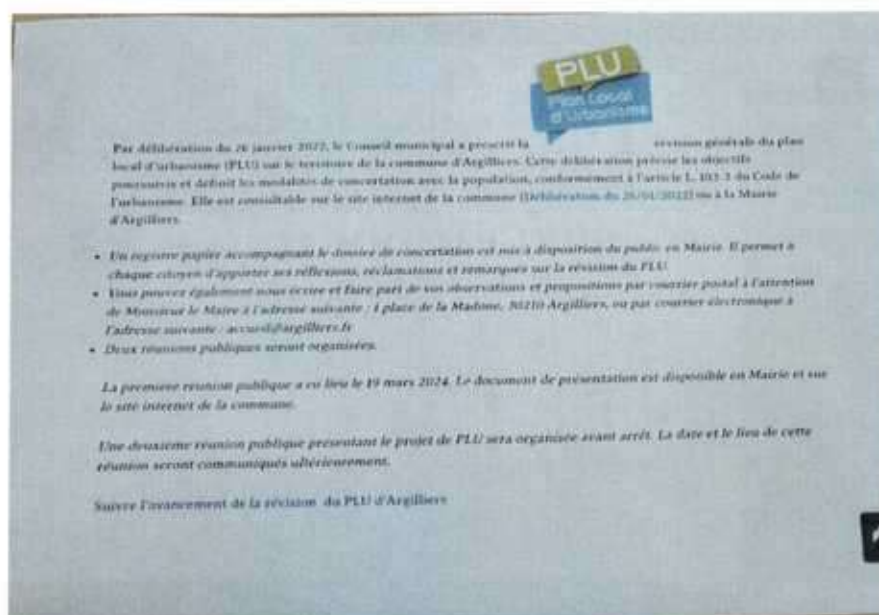 PLU
Plan Local
d'Urbanisme
Par délibération du 26 janvier 2022, le Conseil municipal a prescrit la révision générale du plan
local d'urbanisme (PLU) sur le territoire de la commune d'Argilliers. Cette délibération précise les objectifs
poursuivis et définit les modalités de concertation avec la population, conformément à l'article L. 103-3 du Code de
l'urbanisme. Elle est consultable sur le site internet de la commune (Délibération du 26/01/2022) ou à la Mairie
d'Argilliers.
• Un registre papier accompagnant le dossier de concertation est mis à disposition du public en Mairie. Il permet à
chaque citoyen d'apporter ses réflexions, réclamations et remarques sur la révision du PLU.
• Vous pouvez également nous écrire et faire part de vos observations et propositions par courrier postal à l'attention
de Monsieur le Maire à l'adresse suivante : place de la Madone, 30210 Argilliers, ou par courrier électronique à
l'adresse suivante : accueil@argilliers.fr
• Deux réunions publiques seront organisées.
La première réunion publique a eu lieu le 19 mars 2024. Le document de présentation est disponible en Mairie et sur
le site internet de la commune.
Une deuxième réunion publique présentant le projet de PLU sera organisée avant arrêt. La date et le lieu de cette
réunion seront communiqués ultérieurement.
Suivre l'avancement de la révision du PLU d'Argilliers